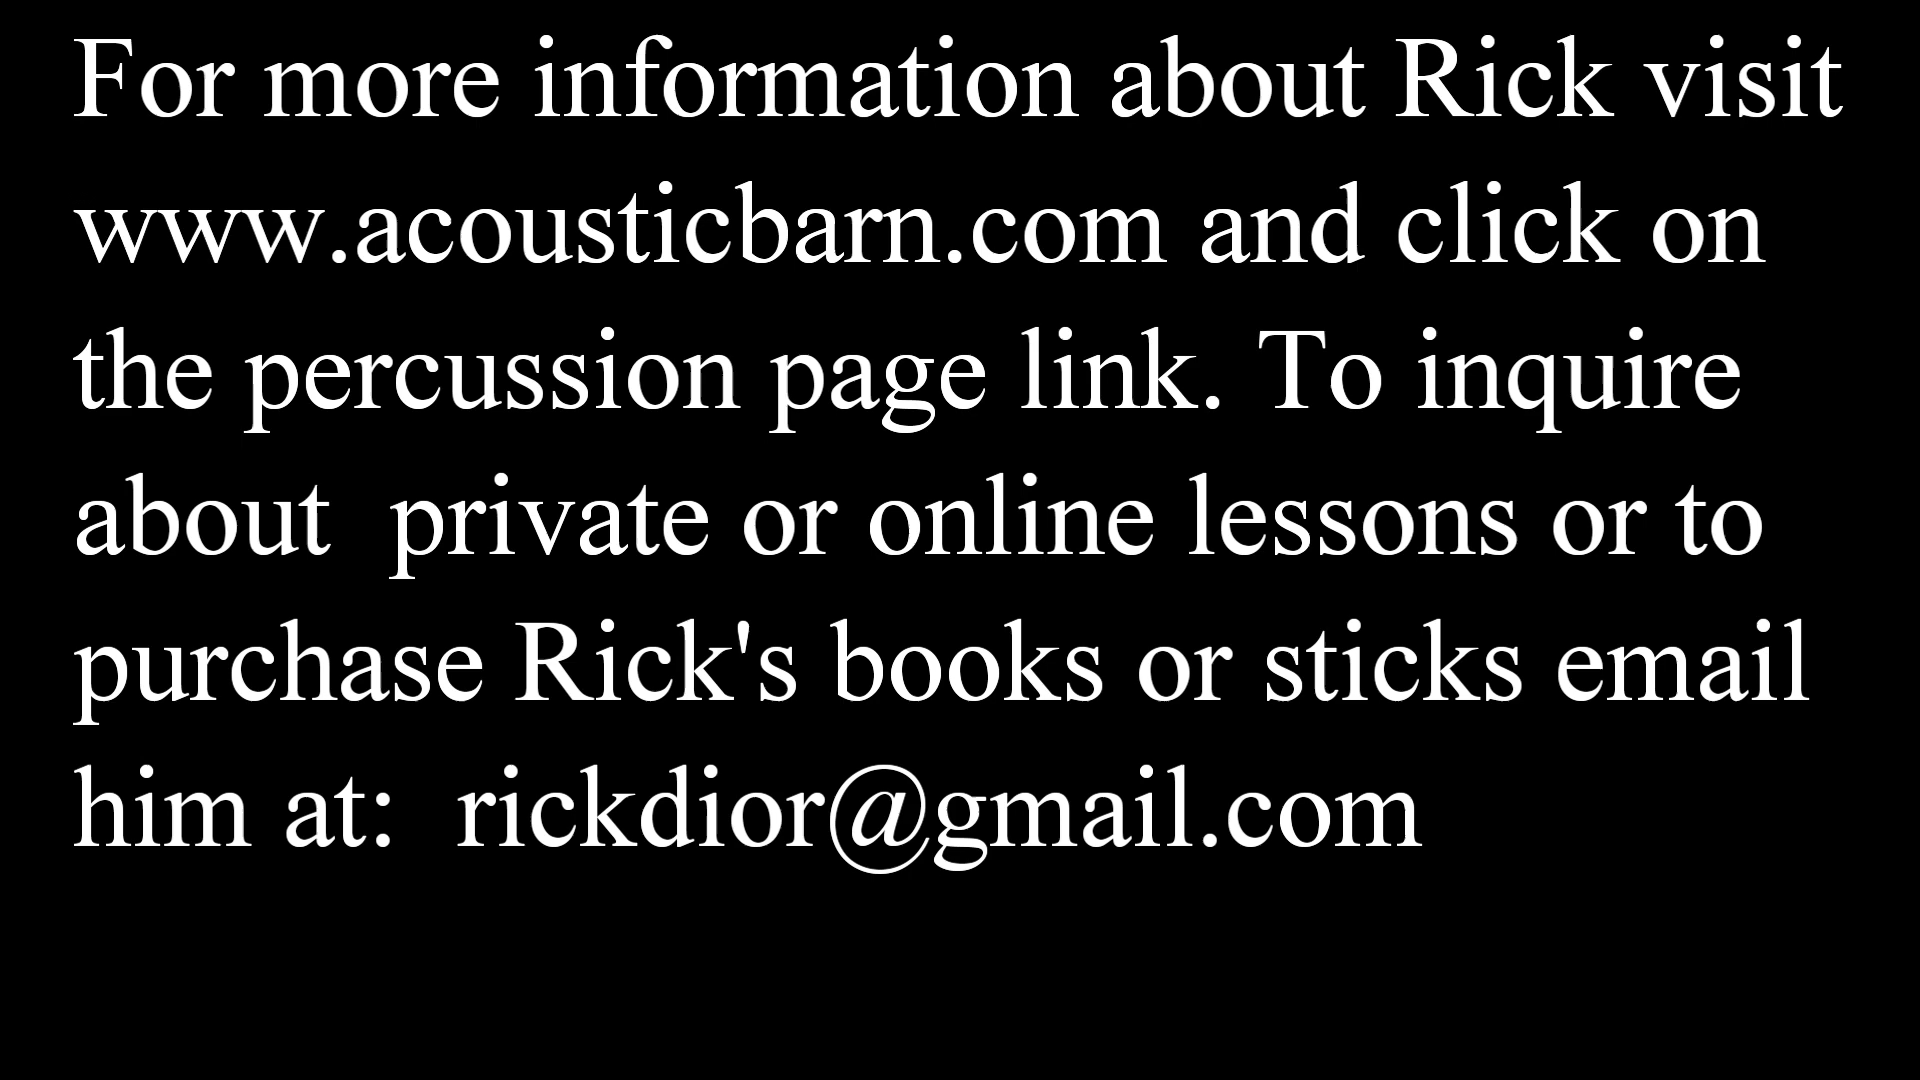 For more information about Rick visit
www.acousticbarn.com and click on
the percussion page link. To inquire
about  private or online lessons or to
purchase Rick's books or sticks email
him at:  rickdior@gmail.com